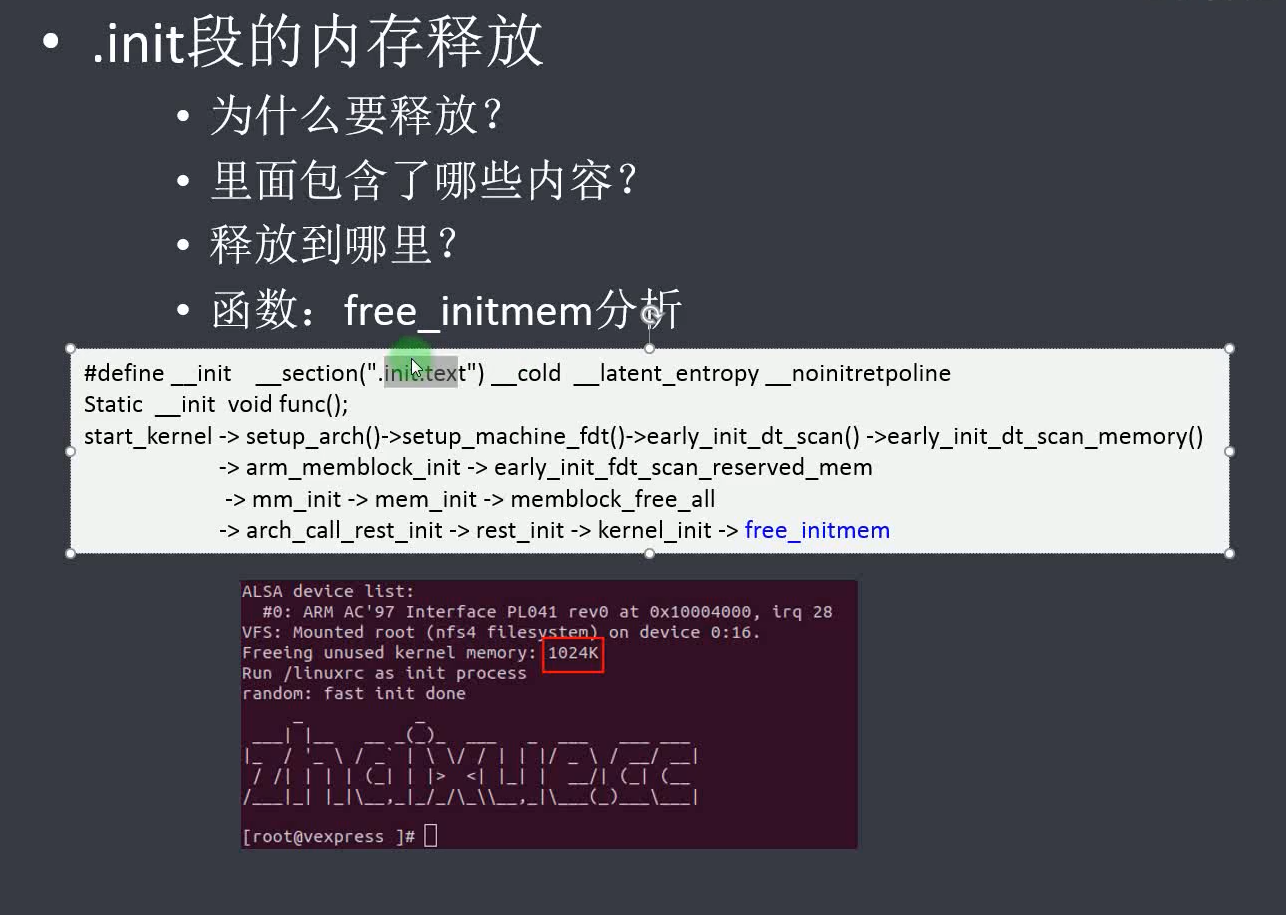 • .init段的内存释放
• 为什么要释放？
• 里面包含了哪些内容？
• 释放到哪里？
• 函数：free_initmem分析
#define __init __section(".init.text") __cold __latent_entropy __noinitretpoline
Static __init void func();
start_kernel -> setup_arch()->setup_machine_fdt()->early_init_dt_scan() ->early_init_dt_scan_memory()
-> arm_memblock_init -> early_init_fdt_scan_reserved_mem
-> mm_init -> mem_init -> memblock_free_all
-> arch_call_rest_init -> rest_init -> kernel_init -> free_initmem
ALSA device list:
#0: ARM AC'97 Interface PL041 rev0 at 0x10004000, irq 28
VFS: Mounted root (nfs4 filesystem) on device 0:16.
Freeing unused kernel memory: 1024K
Run /linuxrc as init process
random: fast init done
zhaixue.cc
[root@vexpress ]#